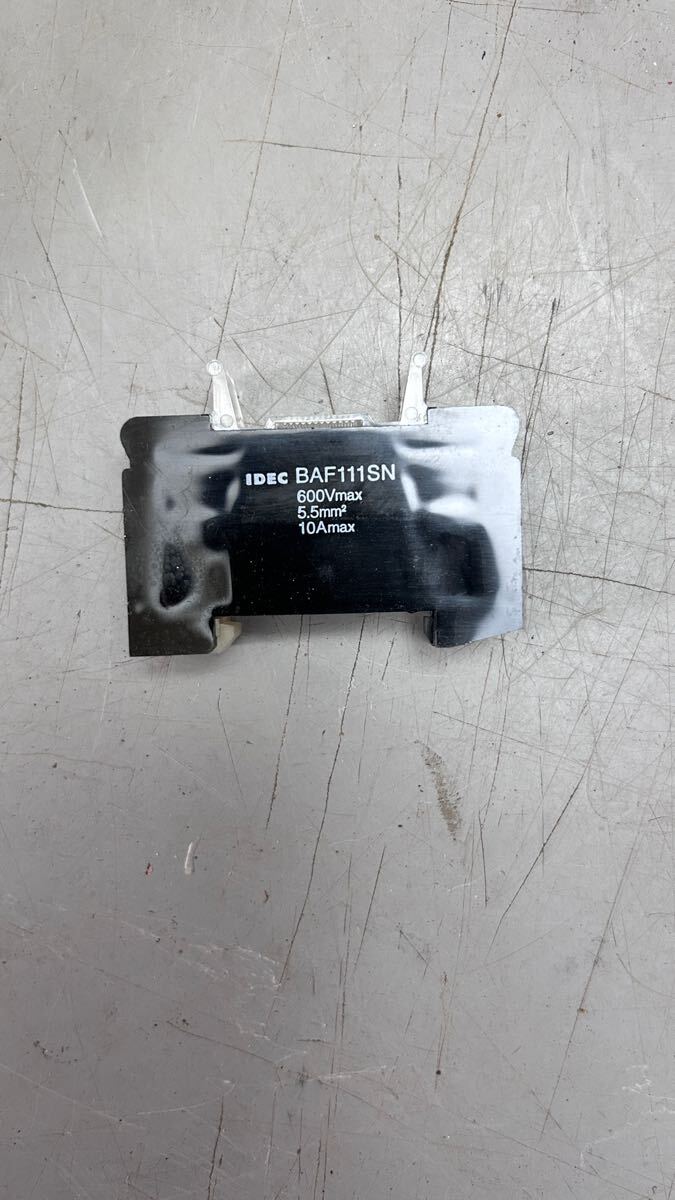 IDEC BAF111SN
600Vmax
5.5mm²
10Amax